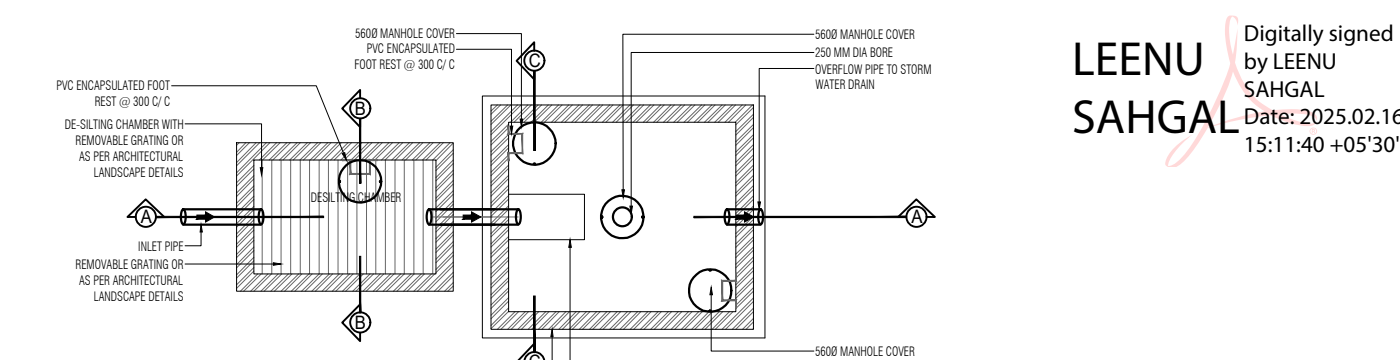 560Ø MANHOLE COVER
PVC ENCAPSULATED
FOOT REST @ 300 C/ C
560Ø MANHOLE COVER
250 MM DIA BORE
OVERFLOW PIPE TO STORM
WATER DRAIN
PVC ENCAPSULATED FOOT
REST @ 300 C/ C
DE-SILTING CHAMBER WITH
REMOVABLE GRATING OR
AS PER ARCHITECTURAL
LANDSCAPE DETAILS
C
B
DESILTING CHAMBER
A
A
INLET PIPE
REMOVABLE GRATING OR
AS PER ARCHITECTURAL
LANDSCAPE DETAILS
B
C
560Ø MANHOLE COVER
LEENU
SAHGAL
Digitally signed
by LEENU
SAHGAL
Date: 2025.02.16
15:11:40 +05'30'